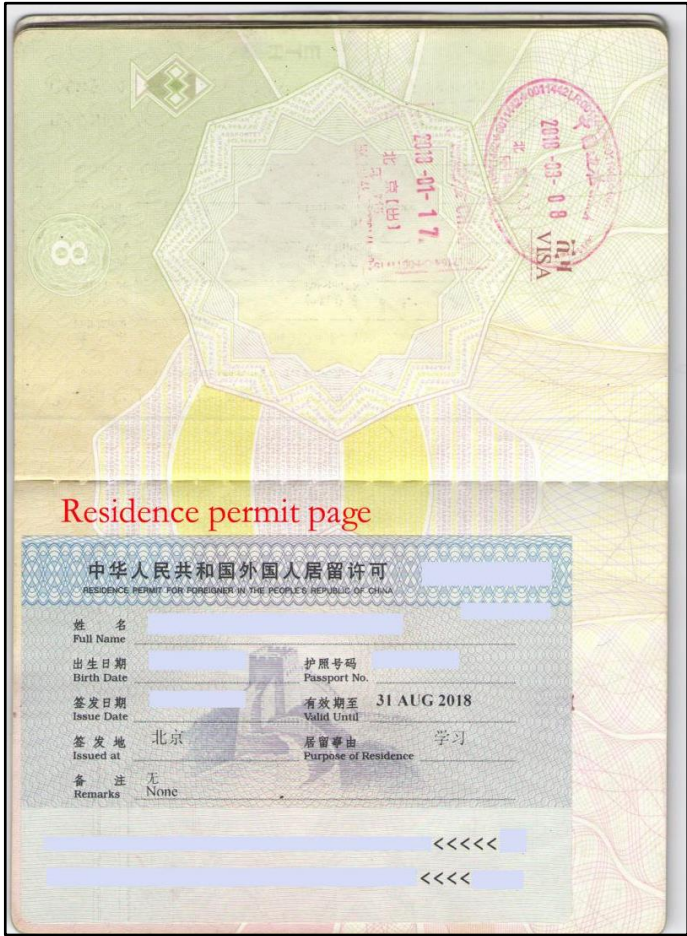 8
2018-01-17
北京[出]
2018-03-08
北
ቪዛ
VISA
Residence permit page
中华人民共和国外国人居留许可
RESIDENCE PERMIT FOR FOREIGNER IN THE PEOPLE'S REPUBLIC OF CHINA
姓 名
Full Name
出生日期 护照号码
Birth Date Passport No.
签发日期 有效期至 31 AUG 2018
Issue Date Valid Until
签发地 北京 居留事由 学习
Issued at Purpose of Residence
备 注 无
Remarks None
<<<<<
<<<<